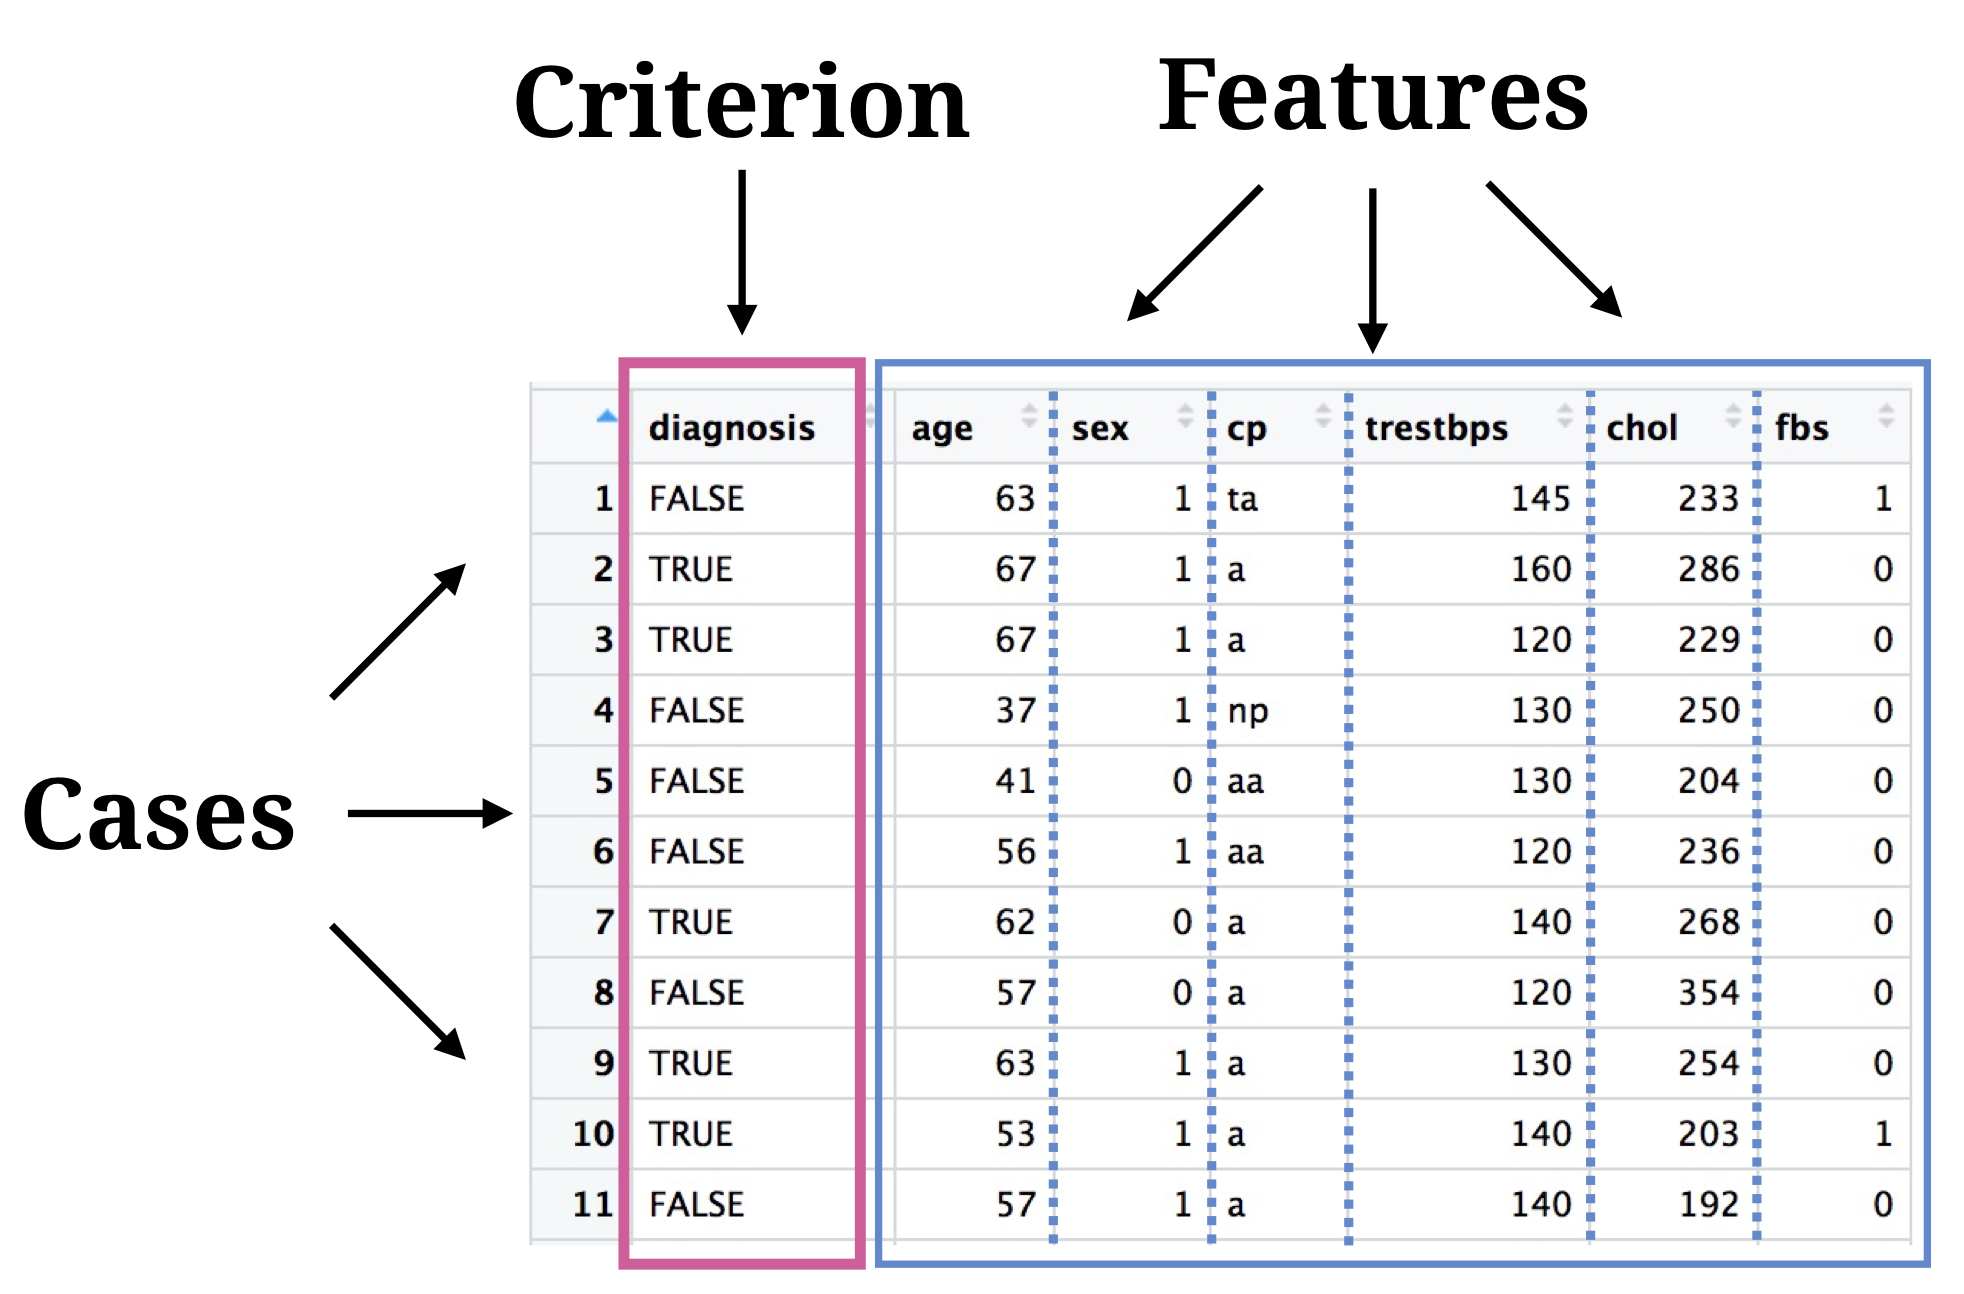 Criterion Features
diagnosis age sex cp trestbps chol fbs
1 FALSE 63 1 ta 145 233 1
2 TRUE 67 1 a 160 286 0
3 TRUE 67 1 a 120 229 0
4 FALSE 37 1 np 130 250 0
5 FALSE 41 0 aa 130 204 0
Cases
6 FALSE 56 1 aa 120 236 0
7 TRUE 62 0 a 140 268 0
8 FALSE 57 0 a 120 354 0
9 TRUE 63 1 a 130 254 0
10 TRUE 53 1 a 140 203 1
11 FALSE 57 1 a 140 192 0